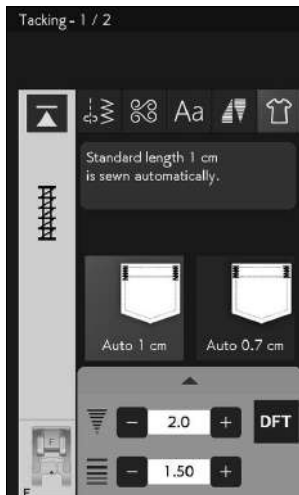 Tacking - 1 / 2
Aa
Standard length 1 cm
is sewn automatically.
Auto 1 cm
Auto 0.7 cm
- 2.0 + DFT
F
- 1.50 +